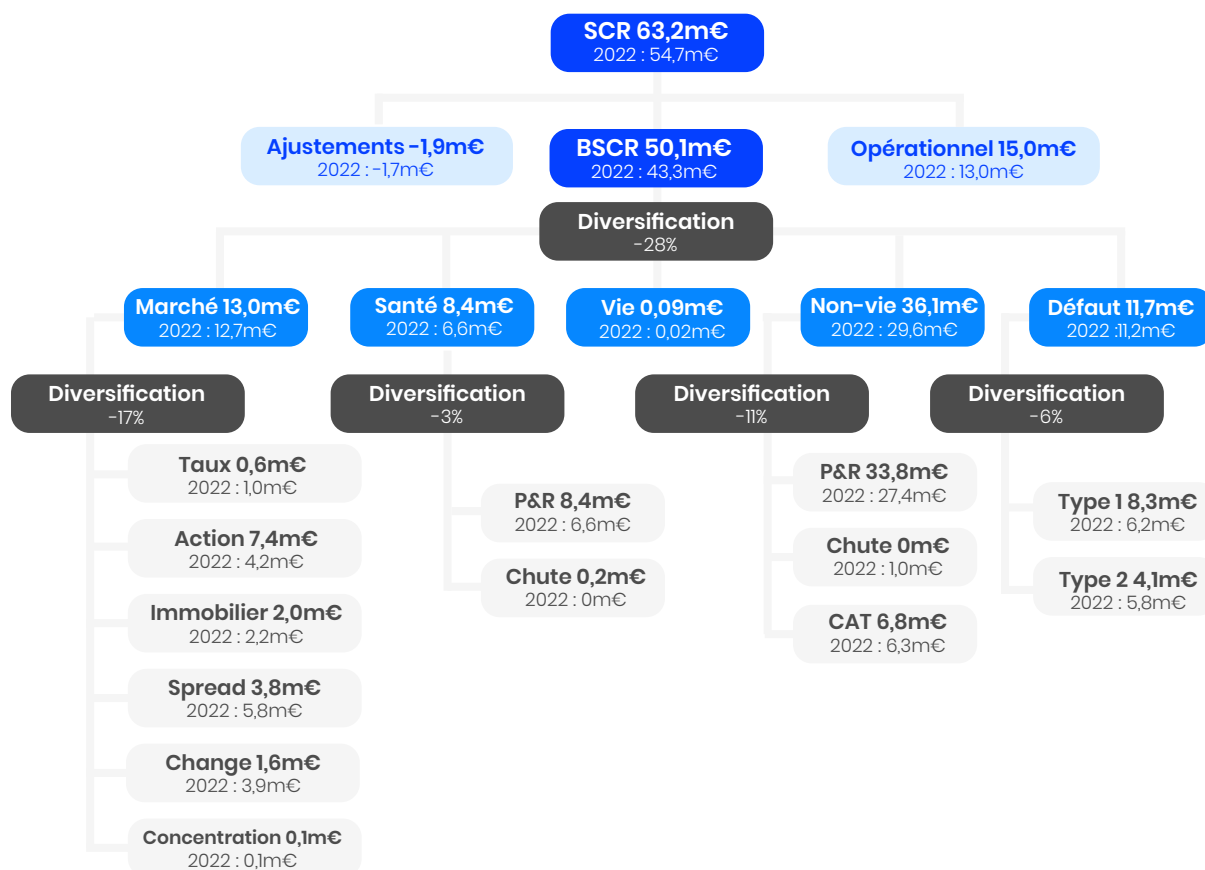 SCR 63,2m€
2022 : 54,7m€
Ajustements -1,9m€
2022 : -1,7m€
BSCR 50,1m€
2022 : 43,3m€
Opérationnel 15,0m€
2022 : 13,0m€
Diversification
-28%
Marché 13,0m€
2022 : 12,7m€
Santé 8,4m€
2022 : 6,6m€
Vie 0,09m€
2022 : 0,02m€
Non-vie 36,1m€
2022 : 29,6m€
Défaut 11,7m€
2022 :11,2m€
Diversification
-17%
Diversification
-3%
Diversification
-11%
Diversification
-6%
Taux 0,6m€
2022 : 1,0m€
Action 7,4m€
2022 : 4,2m€
Immobilier 2,0m€
2022 : 2,2m€
Spread 3,8m€
2022 : 5,8m€
Change 1,6m€
2022 : 3,9m€
Concentration 0,1m€
2022 : 0,1m€
P&R 8,4m€
2022 : 6,6m€
Chute 0,2m€
2022 : 0m€
P&R 33,8m€
2022 : 27,4m€
Chute 0m€
2022 : 1,0m€
CAT 6,8m€
2022 : 6,3m€
Type 1 8,3m€
2022 : 6,2m€
Type 2 4,1m€
2022 : 5,8m€